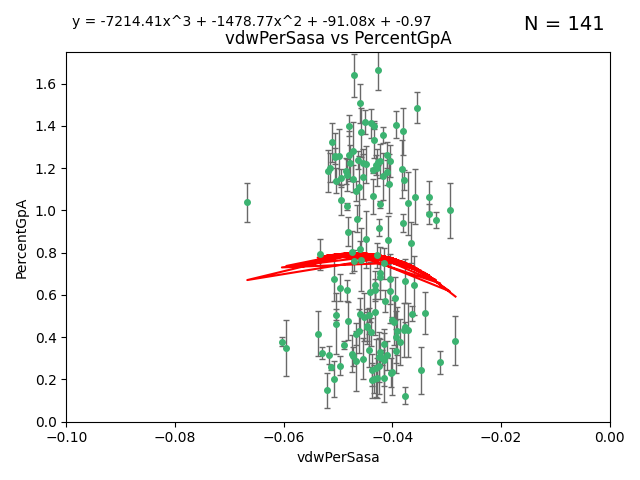 y = -7214.41x^3 + -1478.77x^2 + -91.08x + -0.97
N = 141
vdwPerSasa vs PercentGpA
PercentGpA
1.6
1.4
1.2
1.0
0.8
0.6
0.4
0.2
0.0
−0.10 −0.08 −0.06 −0.04 −0.02 0.00
vdwPerSasa